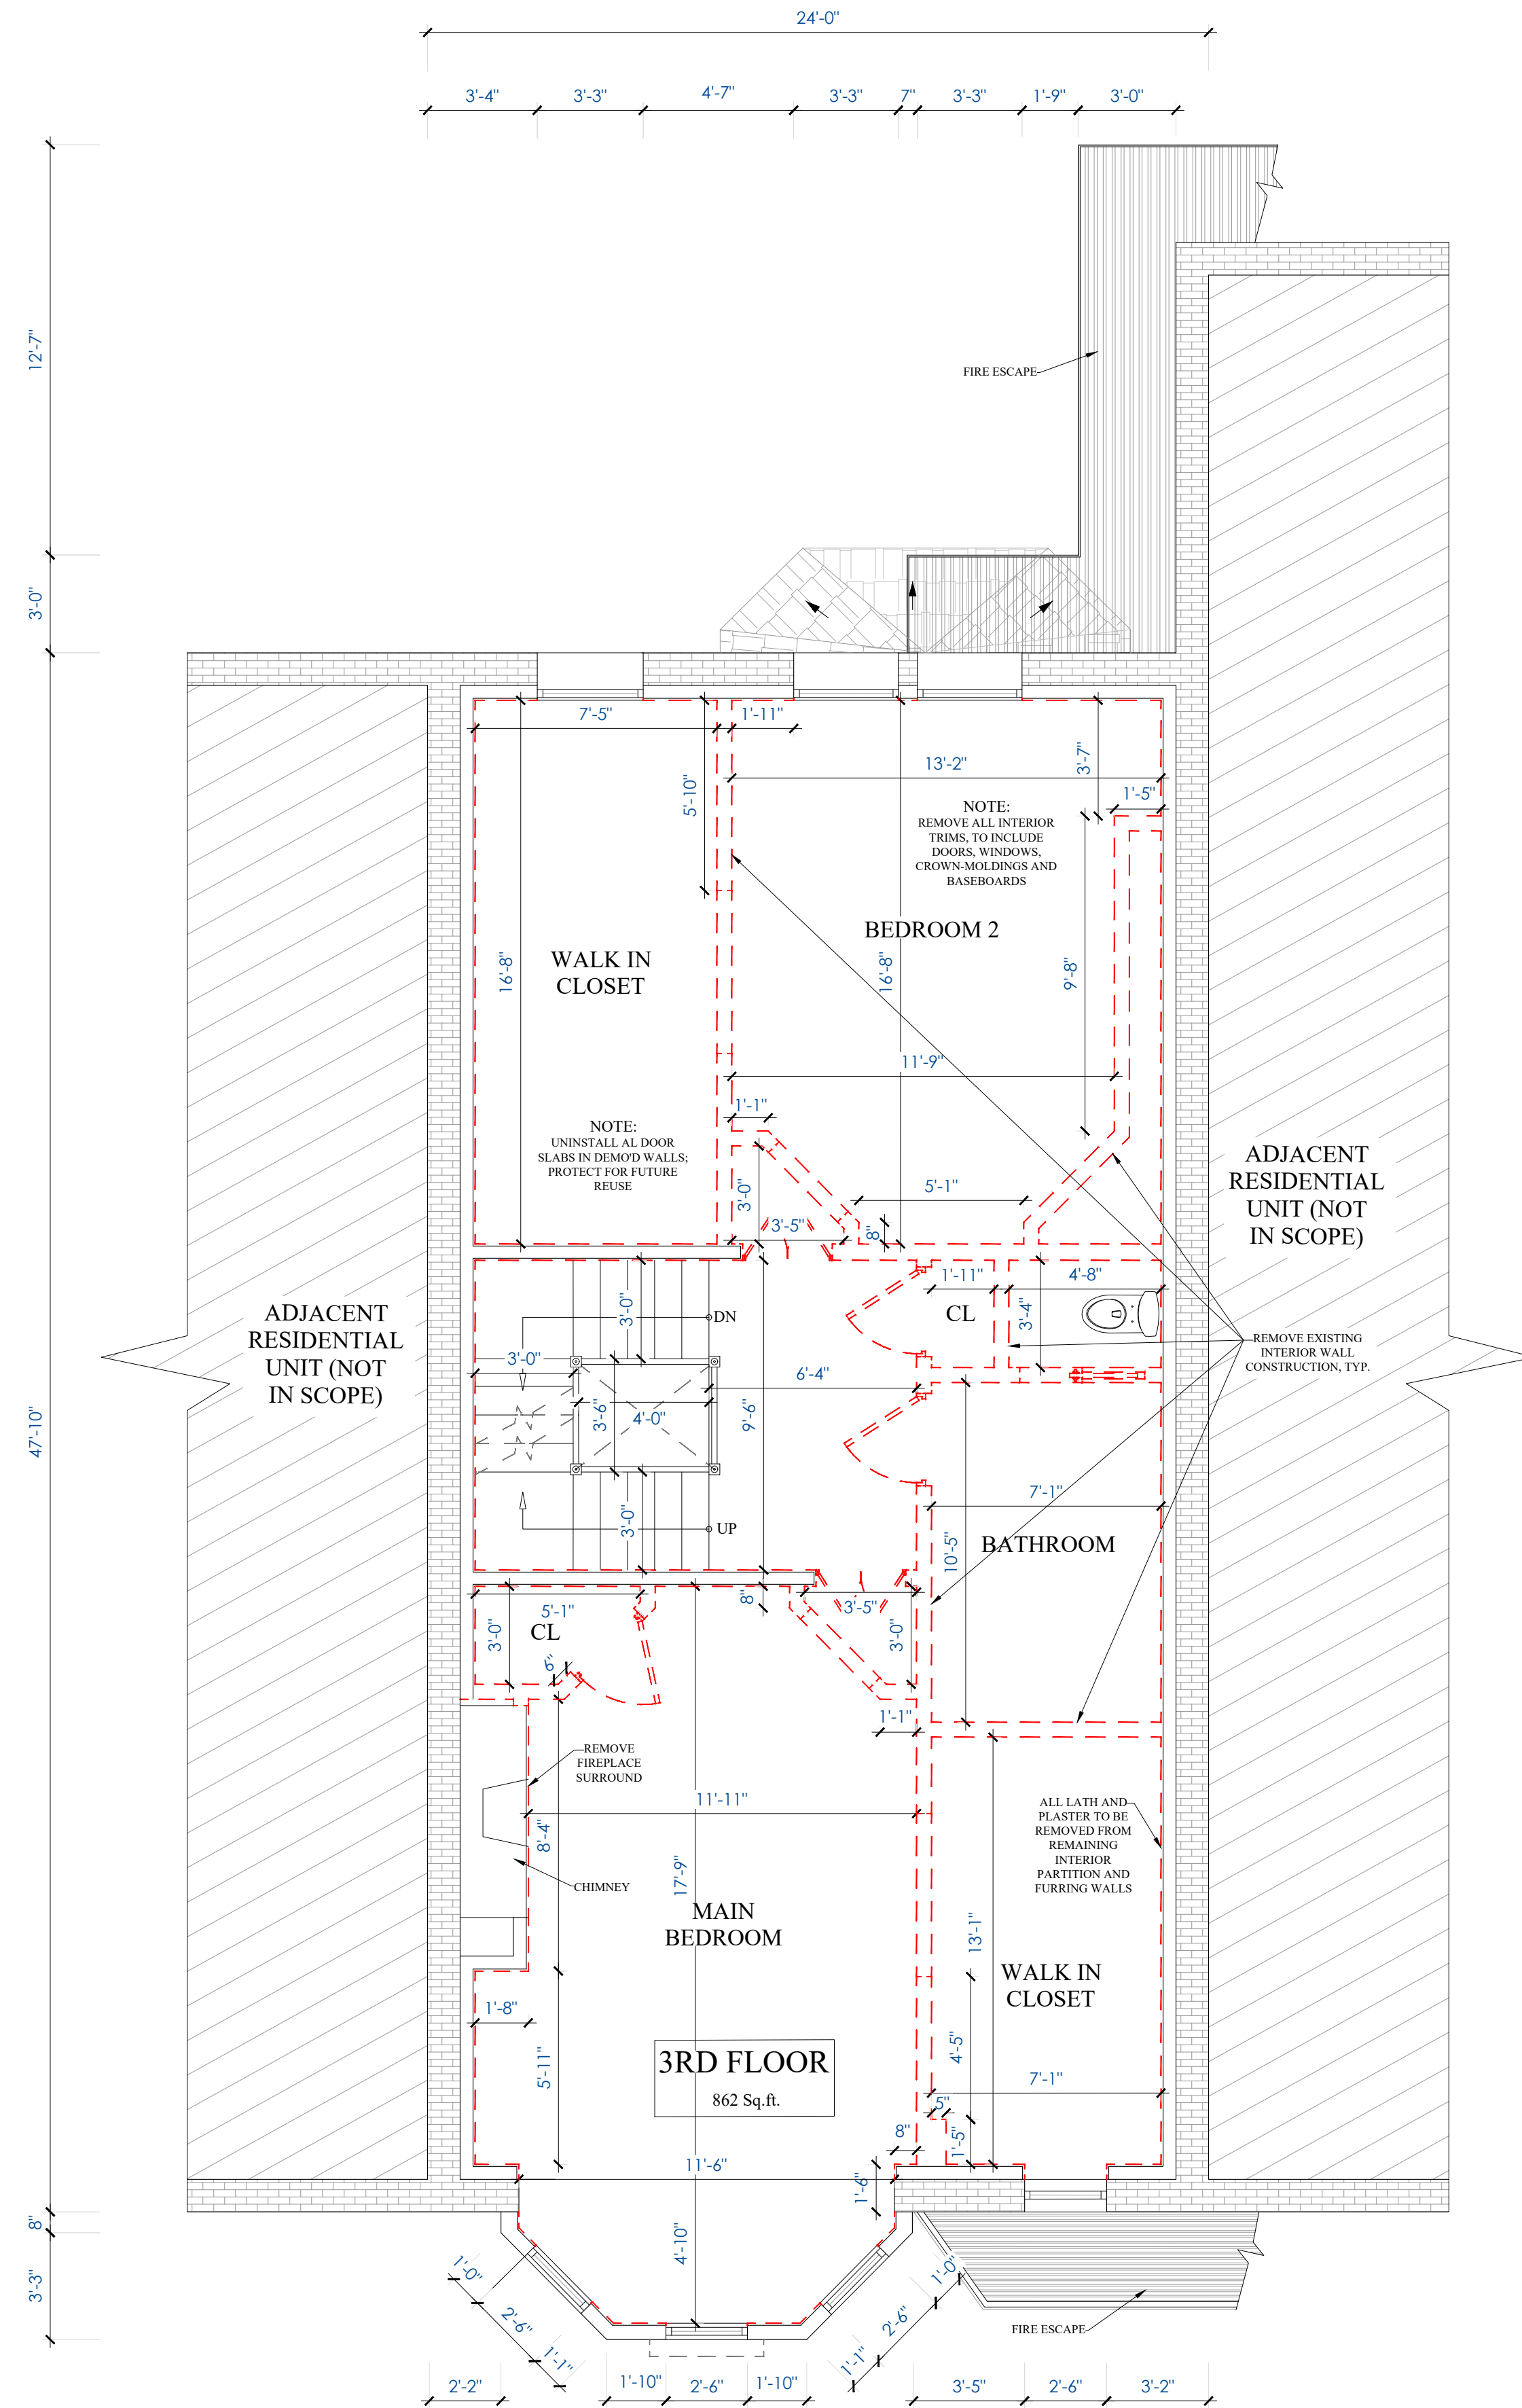 24'-0"
3'-4"
3'-3"
4'-7"
3'-3"
7"
3'-3"
1'-9"
3'-0"
12'-7"
FIRE ESCAPE
3'-0"
7'-5"
1'-11"
13'-2"
3'-7"
5'-10"
1'-5"
NOTE:
REMOVE ALL INTERIOR
TRIMS, TO INCLUDE
DOORS, WINDOWS,
CROWN-MOLDINGS AND
BASEBOARDS
BEDROOM 2
WALK IN
CLOSET
16'-8"
16'-8"
9'-8"
11'-9"
1'-1"
NOTE:
UNINSTALL AL DOOR
SLABS IN DEMO'D WALLS;
PROTECT FOR FUTURE
REUSE
3'-0"
5'-1"
3'-5"
8"
ADJACENT
RESIDENTIAL
UNIT (NOT
IN SCOPE)
ADJACENT
RESIDENTIAL
UNIT (NOT
IN SCOPE)
1'-11"
4'-8"
CL
3'-4"
3'-0"
DN
REMOVE EXISTING
INTERIOR WALL
CONSTRUCTION, TYP.
3'-0"
6'-4"
3'-6"
4'-0"
9'-6"
47'-10"
7'-1"
3'-0"
UP
BATHROOM
10'-5"
5'-1"
CL
3'-0"
6"
8"
3'-5"
3'-0"
1'-1"
REMOVE
FIREPLACE
SURROUND
11'-11"
8'-4"
CHIMNEY
17'-9"
ALL LATH AND
PLASTER TO BE
REMOVED FROM
REMAINING
INTERIOR
PARTITION AND
FURRING WALLS
MAIN
BEDROOM
13'-1"
WALK IN
CLOSET
1'-8"
5'-11"
3RD FLOOR
862 Sq.ft.
4'-5"
7'-1"
5"
8"
1'-5"
11'-6"
1'-6"
8"
3'-3"
4'-10"
1'-0"
2'-6"
1'-1"
1'-0"
2'-6"
1'-1"
FIRE ESCAPE
2'-2"
1'-10"
2'-6"
1'-10"
3'-5"
2'-6"
3'-2"